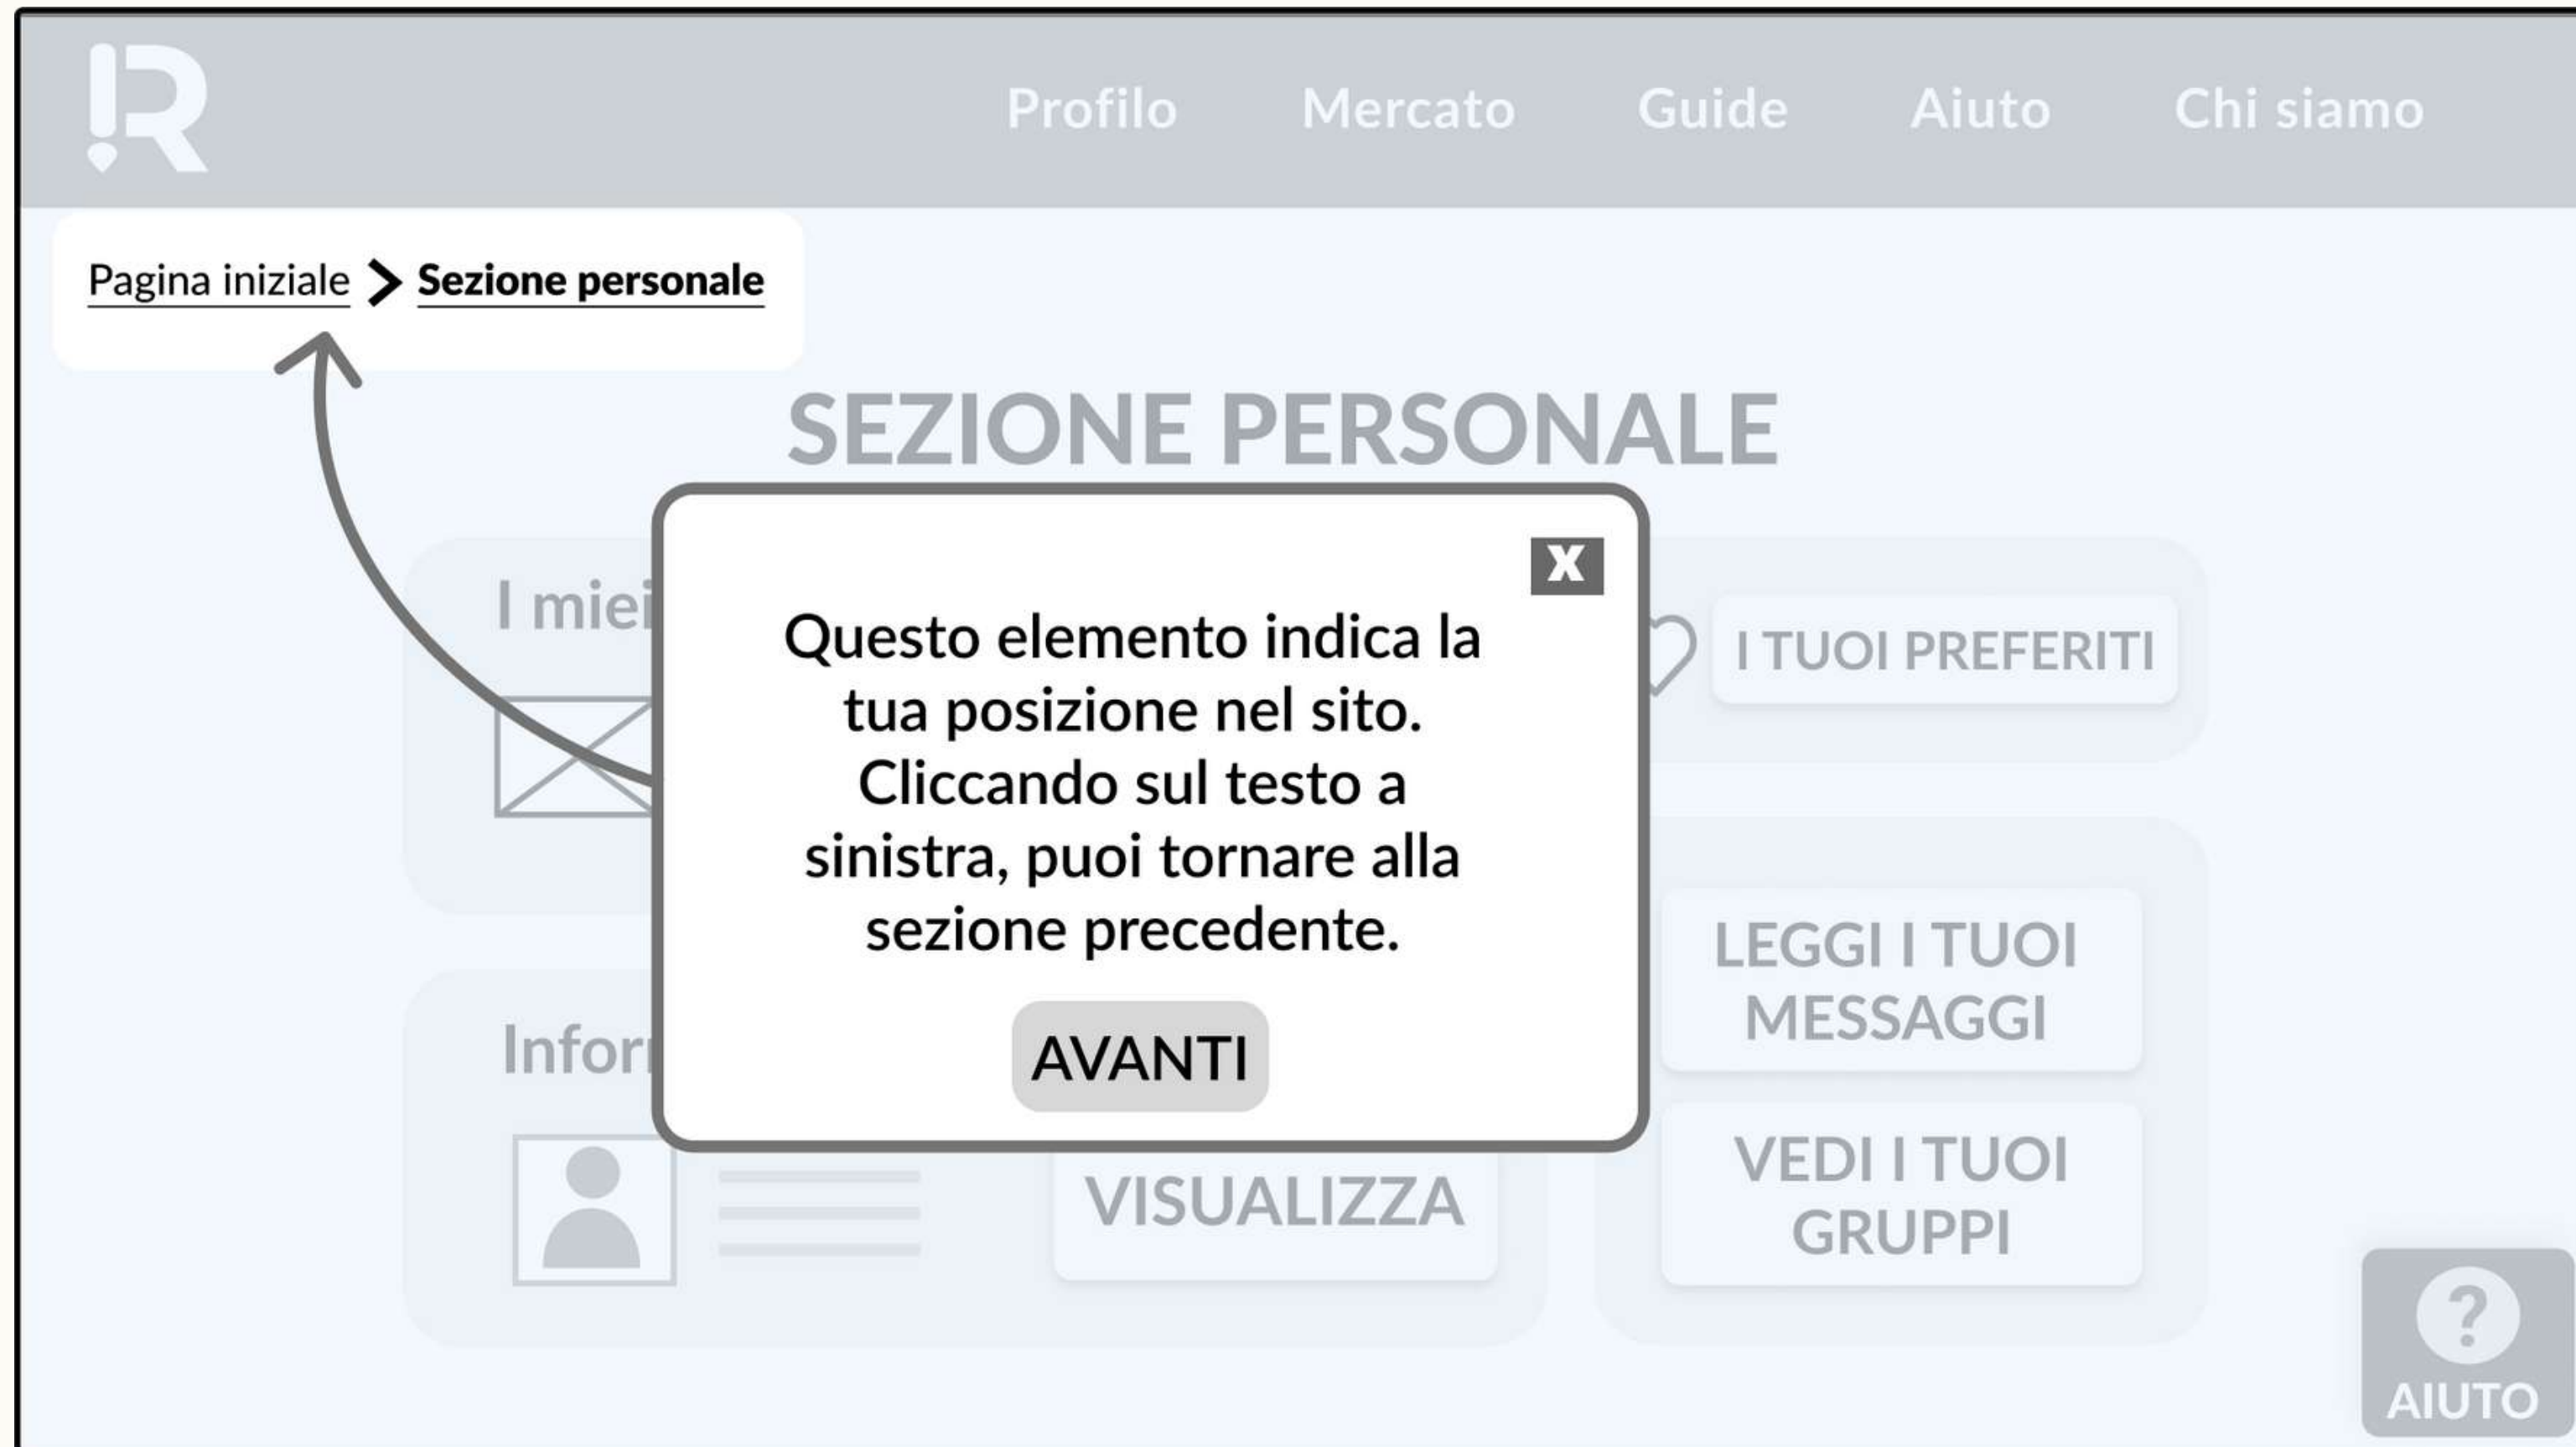 R
Profilo Mercato Guide Aiuto Chi siamo
Pagina iniziale > Sezione personale
SEZIONE PERSONALE
I miei
X
Questo elemento indica la
tua posizione nel sito.
Cliccando sul testo a
sinistra, puoi tornare alla
sezione precedente.
AVANTI
I TUOI PREFERITI
LEGGI I TUOI
MESSAGGI
VEDI I TUOI
GRUPPI
VISUALIZZA
?
AIUTO